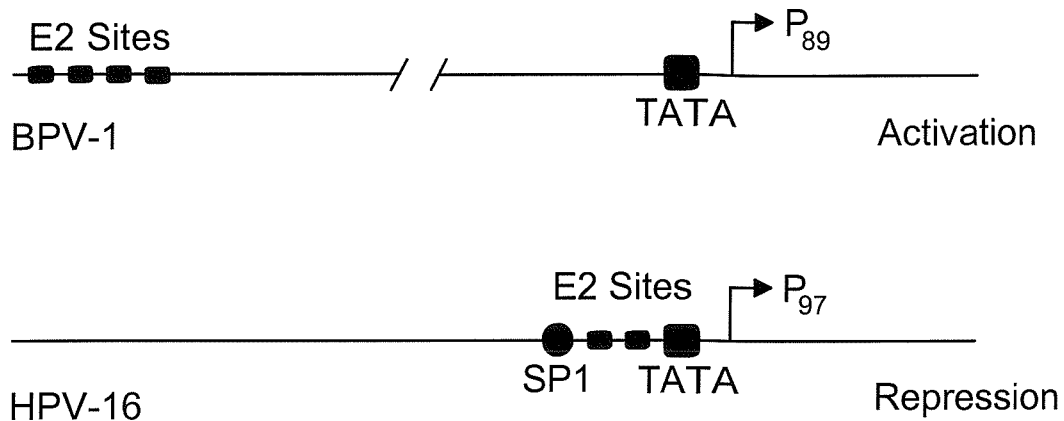 E2 Sites
P89
TATA
BPV-1
Activation
E2 Sites
P97
SP1
TATA
HPV-16
Repression